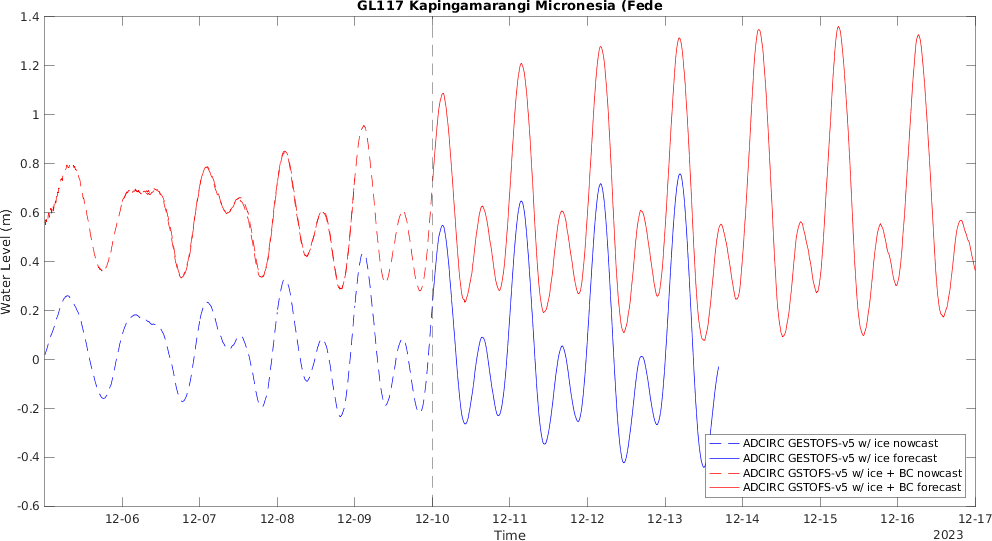 GL117 Kapingamarangi Micronesia (Fede
1.4
1.2
1
0.8
0.6
0.4
0.2
0
-0.2
-0.4
-0.6
Water Level (m)
ADCIRC GESTOFS-v5 w/ ice nowcast
ADCIRC GESTOFS-v5 w/ ice forecast
ADCIRC GSTOFS-v5 w/ ice + BC nowcast
ADCIRC GSTOFS-v5 w/ ice + BC forecast
12-06 12-07 12-08 12-09 12-10 12-11 12-12 12-13 12-14 12-15 12-16 12-17
Time
2023